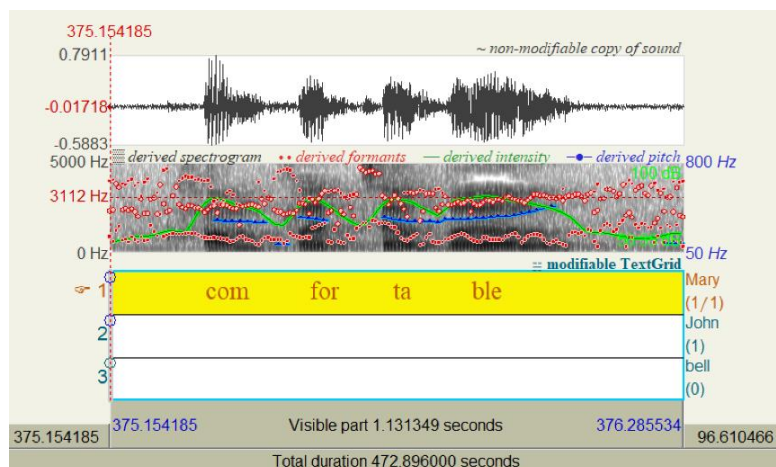 375.154185
0.7911
~ non-modifiable copy of sound
-0.01718
-0.5883
5000 Hz derived spectrogram derived formants derived intensity derived pitch 800 Hz
100 dB
3112 Hz
0 Hz 50 Hz
modifiable TextGrid
1 com for ta ble Mary
(1/1)
2 John
(1)
3 bell
(0)
375.154185 Visible part 1.131349 seconds 376.285534
375.154185 96.610466
Total duration 472.896000 seconds